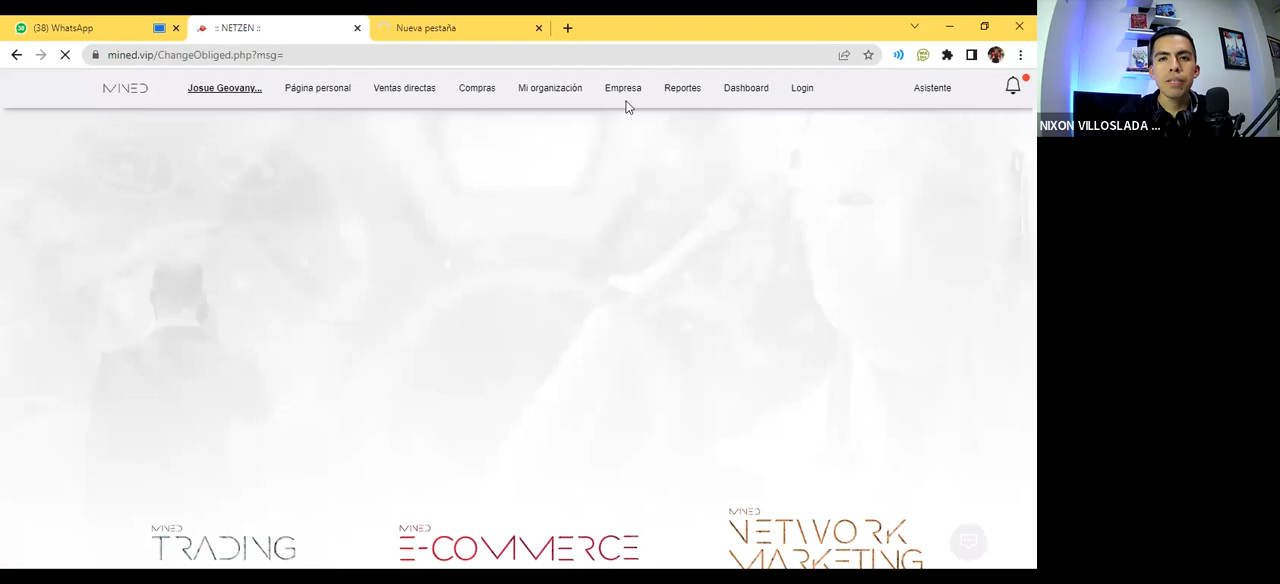 (38) WhatsApp
:: NETZEN ::
Nueva pestaña
mined.vip/ChangeObliged.php?msg=
MINED
Josue Geovany...
Página personal
Ventas directas
Compras
Mi organización
Empresa
Reportes
Dashboard
Login
Asistente
NIXON VILLOSLADA ...
MINED
TRADING
MINED
E-COMMERCE
MINED
NETWORK
MARKETING